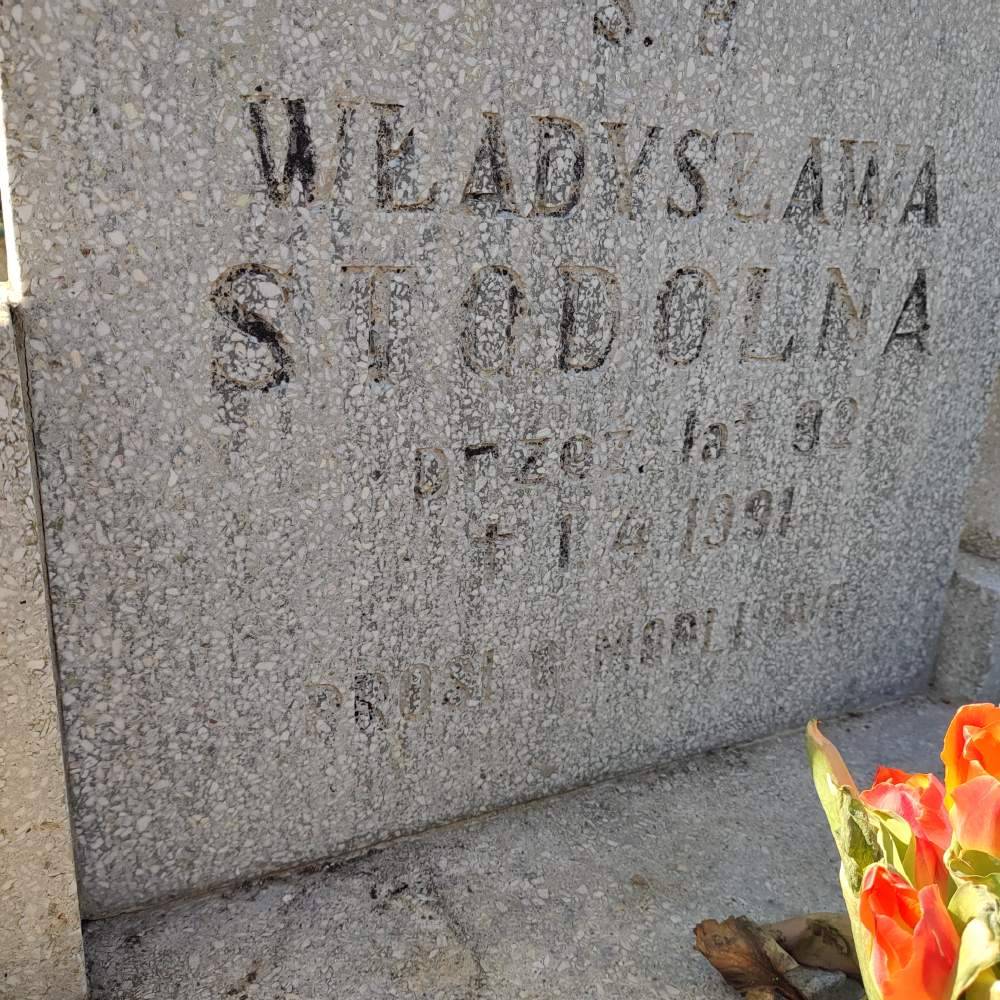 Ś. P.
WŁADYSŁAWA
STODOLNA
przeż. lat 92
+ 1 4 1991
PROSI O MODLITWĘ